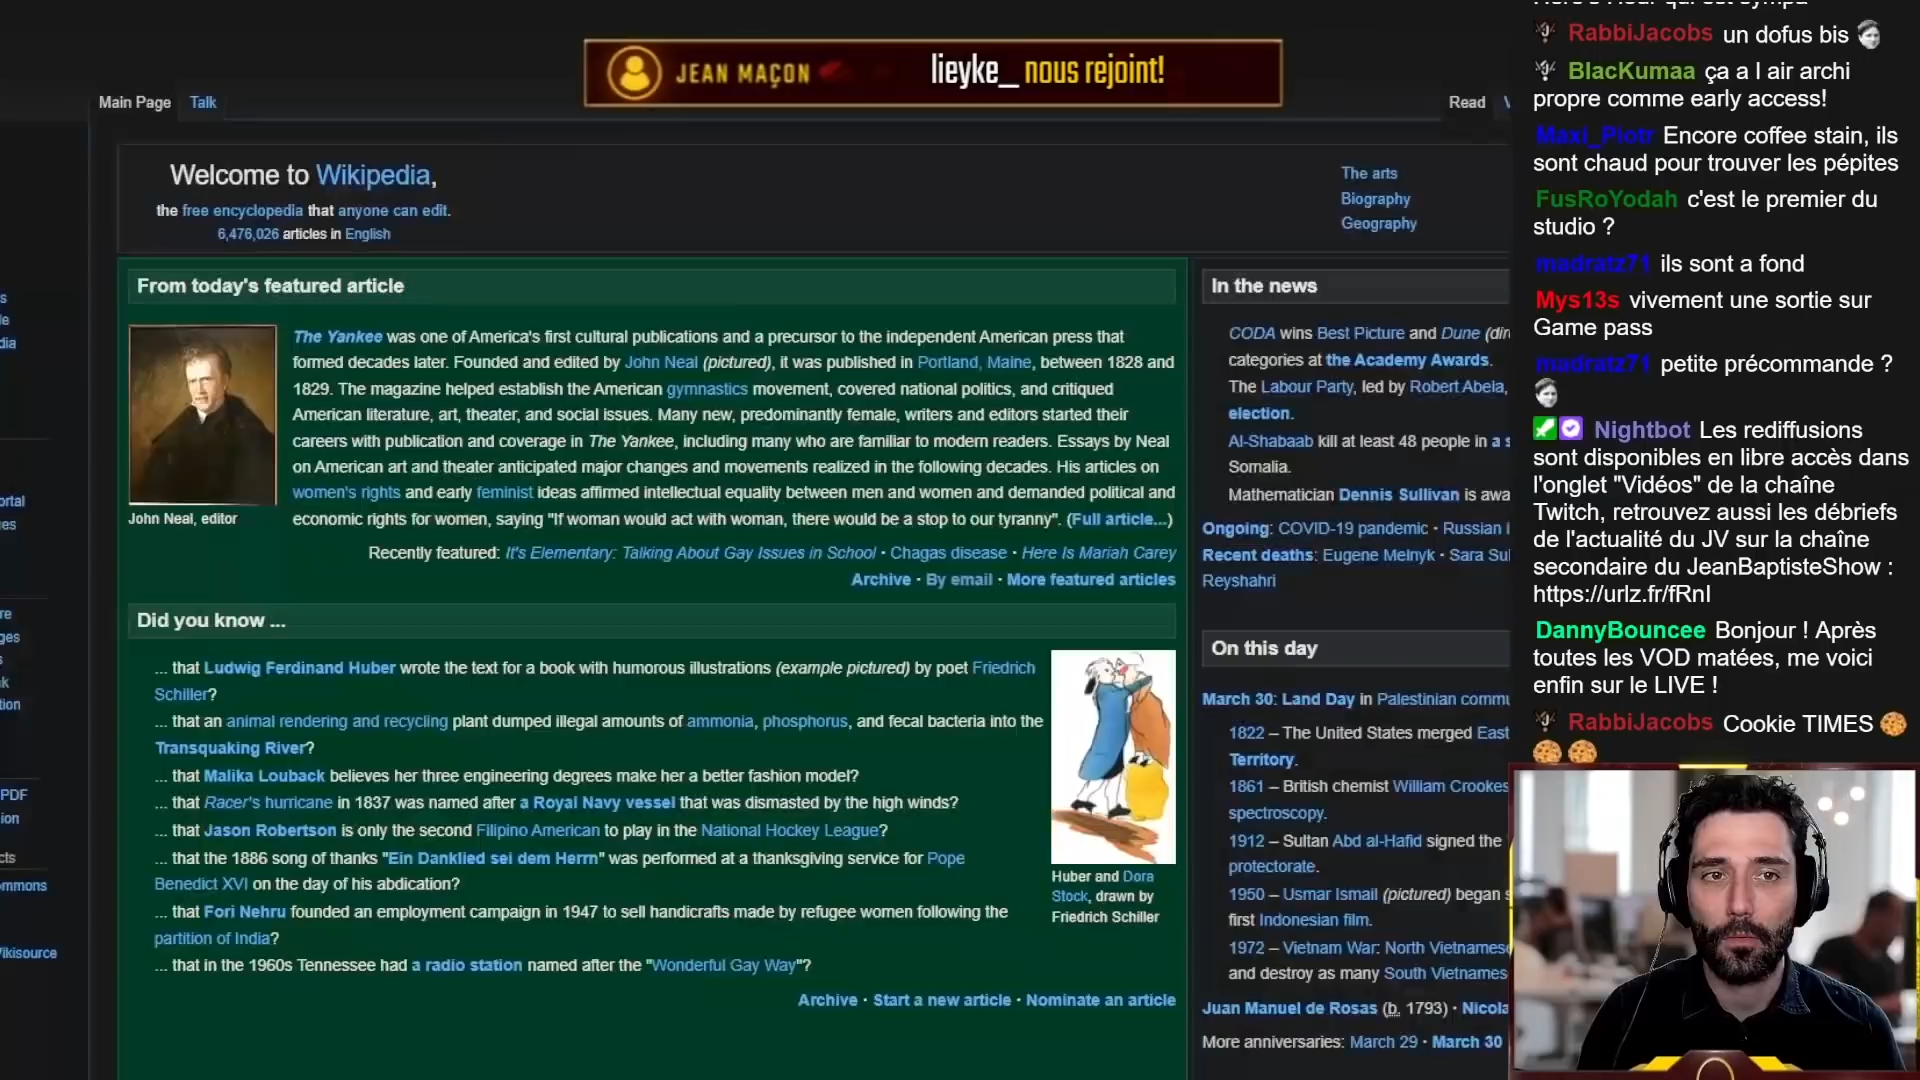 JEAN MAÇON lieyke_ nous rejoint!
Main Page Talk Read
Welcome to Wikipedia,
the free encyclopedia that anyone can edit.
6,476,026 articles in English
The arts
Biography
Geography
From today's featured article
The Yankee was one of America's first cultural publications and a precursor to the independent American press that
formed decades later. Founded and edited by John Neal (pictured), it was published in Portland, Maine, between 1828 and
1829. The magazine helped establish the American gymnastics movement, covered national politics, and critiqued
American literature, art, theater, and social issues. Many new, predominantly female, writers and editors started their
careers with publication and coverage in The Yankee, including many who are familiar to modern readers. Essays by Neal
on American art and theater anticipated major changes and movements realized in the following decades. His articles on
women's rights and early feminist ideas affirmed intellectual equality between men and women and demanded political and
economic rights for women, saying "If woman would act with woman, there would be a stop to our tyranny". (Full article...)
John Neal, editor
Recently featured: It's Elementary: Talking About Gay Issues in School · Chagas disease · Here Is Mariah Carey
Archive · By email · More featured articles
Did you know ...
... that Ludwig Ferdinand Huber wrote the text for a book with humorous illustrations (example pictured) by poet Friedrich
Schiller?
... that an animal rendering and recycling plant dumped illegal amounts of ammonia, phosphorus, and fecal bacteria into the
Transquaking River?
... that Malika Louback believes her three engineering degrees make her a better fashion model?
... that Racer's hurricane in 1837 was named after a Royal Navy vessel that was dismasted by the high winds?
... that Jason Robertson is only the second Filipino American to play in the National Hockey League?
... that the 1886 song of thanks "Ein Danklied sei dem Herrn" was performed at a thanksgiving service for Pope
Benedict XVI on the day of his abdication?
... that Fori Nehru founded an employment campaign in 1947 to sell handicrafts made by refugee women following the
partition of India?
... that in the 1960s Tennessee had a radio station named after the "Wonderful Gay Way"?
Huber and Dora
Stock, drawn by
Friedrich Schiller
Archive · Start a new article · Nominate an article
In the news
CODA wins Best Picture and Dune
categories at the Academy Awards.
The Labour Party, led by Robert Abela,
election.
Al-Shabaab kill at least 48 people in a
Somalia.
Mathematician Dennis Sullivan is
Ongoing: COVID-19 pandemic · Russian
Recent deaths: Eugene Melnyk · Sara
Reyshahri
On this day
March 30: Land Day in Palestinian
1822 – The United States merged East
Territory.
1861 – British chemist William Crookes
spectroscopy.
1912 – Sultan Abd al-Hafid signed the
protectorate.
1950 – Usmar Ismail (pictured) began
first Indonesian film.
1972 – Vietnam War: North Vietnamese
and destroy as many South Vietnamese
Juan Manuel de Rosas (b. 1793) ·
More anniversaries: March 29 · March 30
RabbiJacobs un dofus bis
BlacKumaa ça a l air archi
propre comme early access!
Maxi_Piotr Encore coffee stain, ils
sont chaud pour trouver les pépites
FusRoYodah c'est le premier du
studio ?
madratz71 ils sont a fond
Mys13s vivement une sortie sur
Game pass
madratz71 petite précommande ?
Nightbot Les rediffusions
sont disponibles en libre accès dans
l'onglet "Vidéos" de la chaîne
Twitch, retrouvez aussi les débriefs
de l'actualité du JV sur la chaîne
secondaire du JeanBaptisteShow :
https://urlz.fr/fRnI
DannyBouncee Bonjour ! Après
toutes les VOD matées, me voici
enfin sur le LIVE !
RabbiJacobs Cookie TIMES